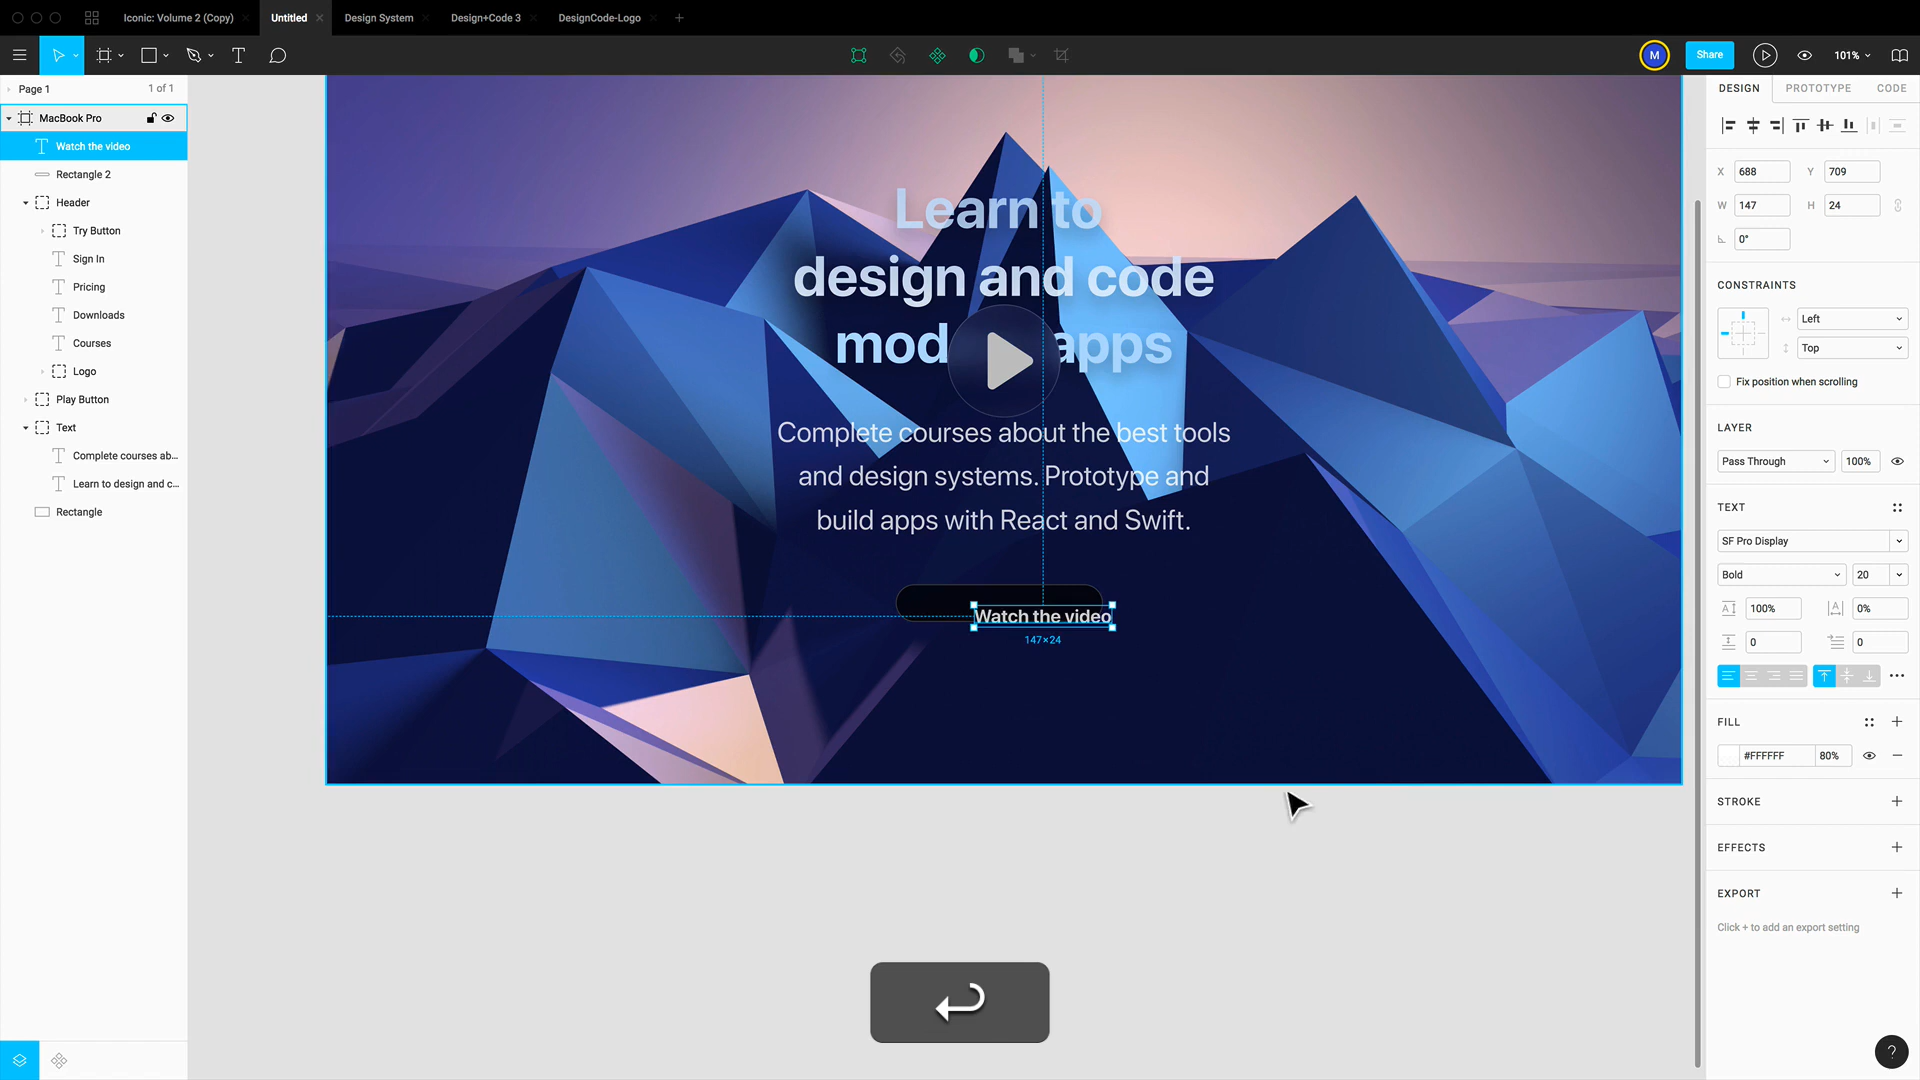 Iconic: Volume 2 (Copy)
Untitled
Design System
Design+Code 3
DesignCode-Logo
M
Share
101%
Page 1
1 of 1
MacBook Pro
Watch the video
Rectangle 2
Header
Try Button
Sign In
Pricing
Downloads
Courses
Logo
Play Button
Text
Complete courses ab...
Learn to design and c...
Rectangle
Learn to
design and code
mod apps
Complete courses about the best tools
and design systems. Prototype and
build apps with React and Swift.
Watch the video
147×24
DESIGN
PROTOTYPE
CODE
X 688 Y 709
W 147 H 24
0°
CONSTRAINTS
Left
Top
Fix position when scrolling
LAYER
Pass Through 100%
TEXT
SF Pro Display
Bold 20
100% 0%
0 0
FILL
#FFFFFF 80%
STROKE
EFFECTS
EXPORT
Click + to add an export setting
?